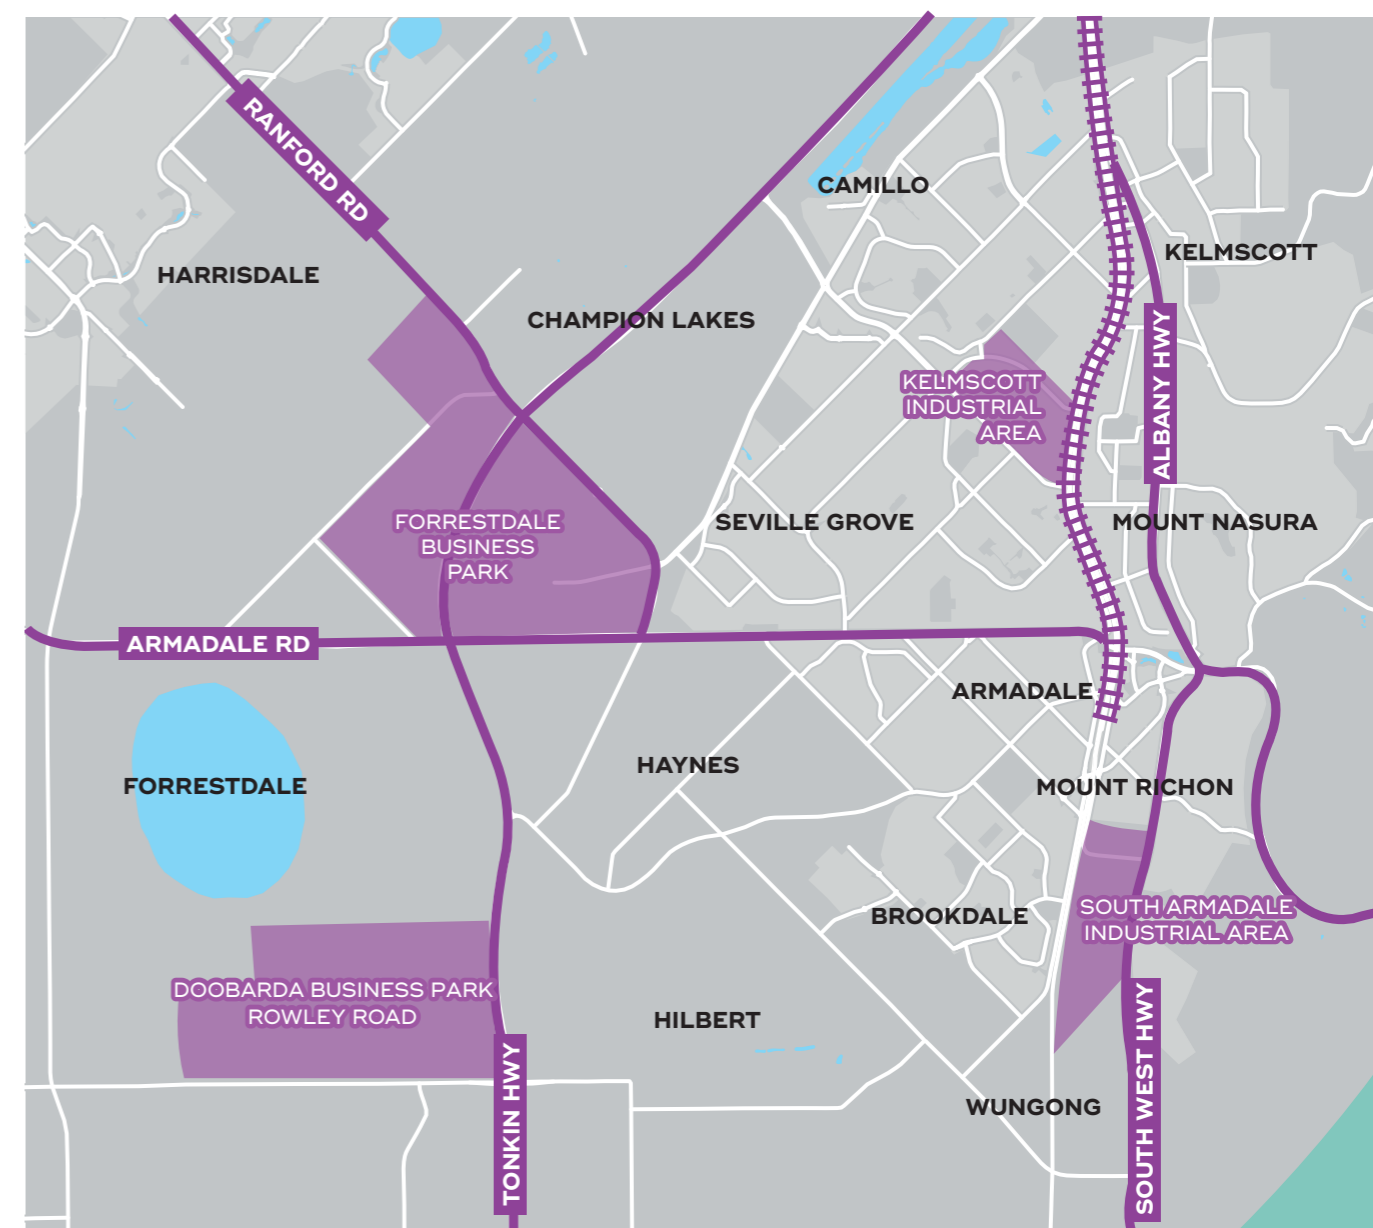 RANFORD RD
CAMILLO
KELMSCOTT
HARRISDALE
CHAMPION LAKES
KELMSCOTT
INDUSTRIAL
AREA
ALBANY HWY
FORRESTDALE
BUSINESS
PARK
SEVILLE GROVE
MOUNT NASURA
ARMADALE RD
ARMADALE
HAYNES
FORRESTDALE
MOUNT RICHON
BROOKDALE
SOUTH ARMADALE
INDUSTRIAL AREA
DOOBARDA BUSINESS PARK
ROWLEY ROAD
HILBERT
TONKIN HWY
WUNGONG
SOUTH WEST HWY